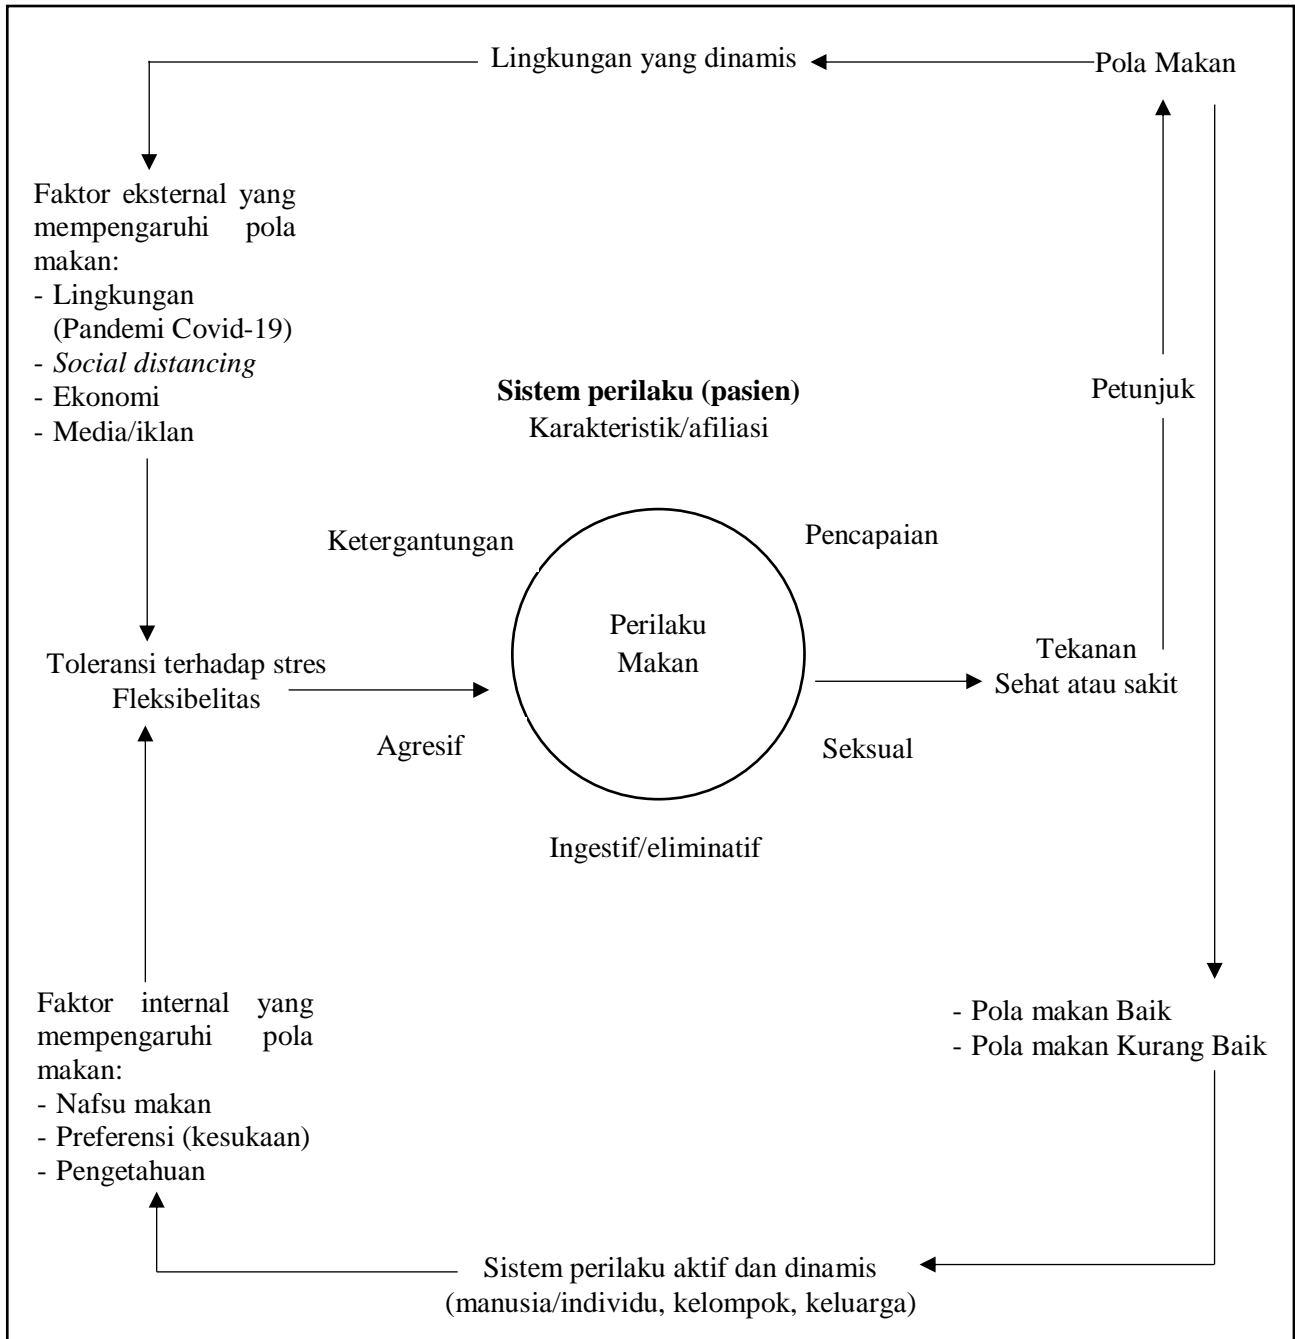 Lingkungan yang dinamis
Pola Makan
Faktor eksternal yang
mempengaruhi pola
makan:
- Lingkungan
(Pandemi Covid-19)
- Social distancing
- Ekonomi
- Media/iklan
Sistem perilaku (pasien)
Karakteristik/afiliasi
Petunjuk
Ketergantungan
Pencapaian
Perilaku
Makan
Toleransi terhadap stres
Fleksibelitas
Tekanan
Sehat atau sakit
Agresif
Seksual
Ingestif/eliminatif
Faktor internal yang
mempengaruhi pola
makan:
- Nafsu makan
- Preferensi (kesukaan)
- Pengetahuan
- Pola makan Baik
- Pola makan Kurang Baik
Sistem perilaku aktif dan dinamis
(manusia/individu, kelompok, keluarga)